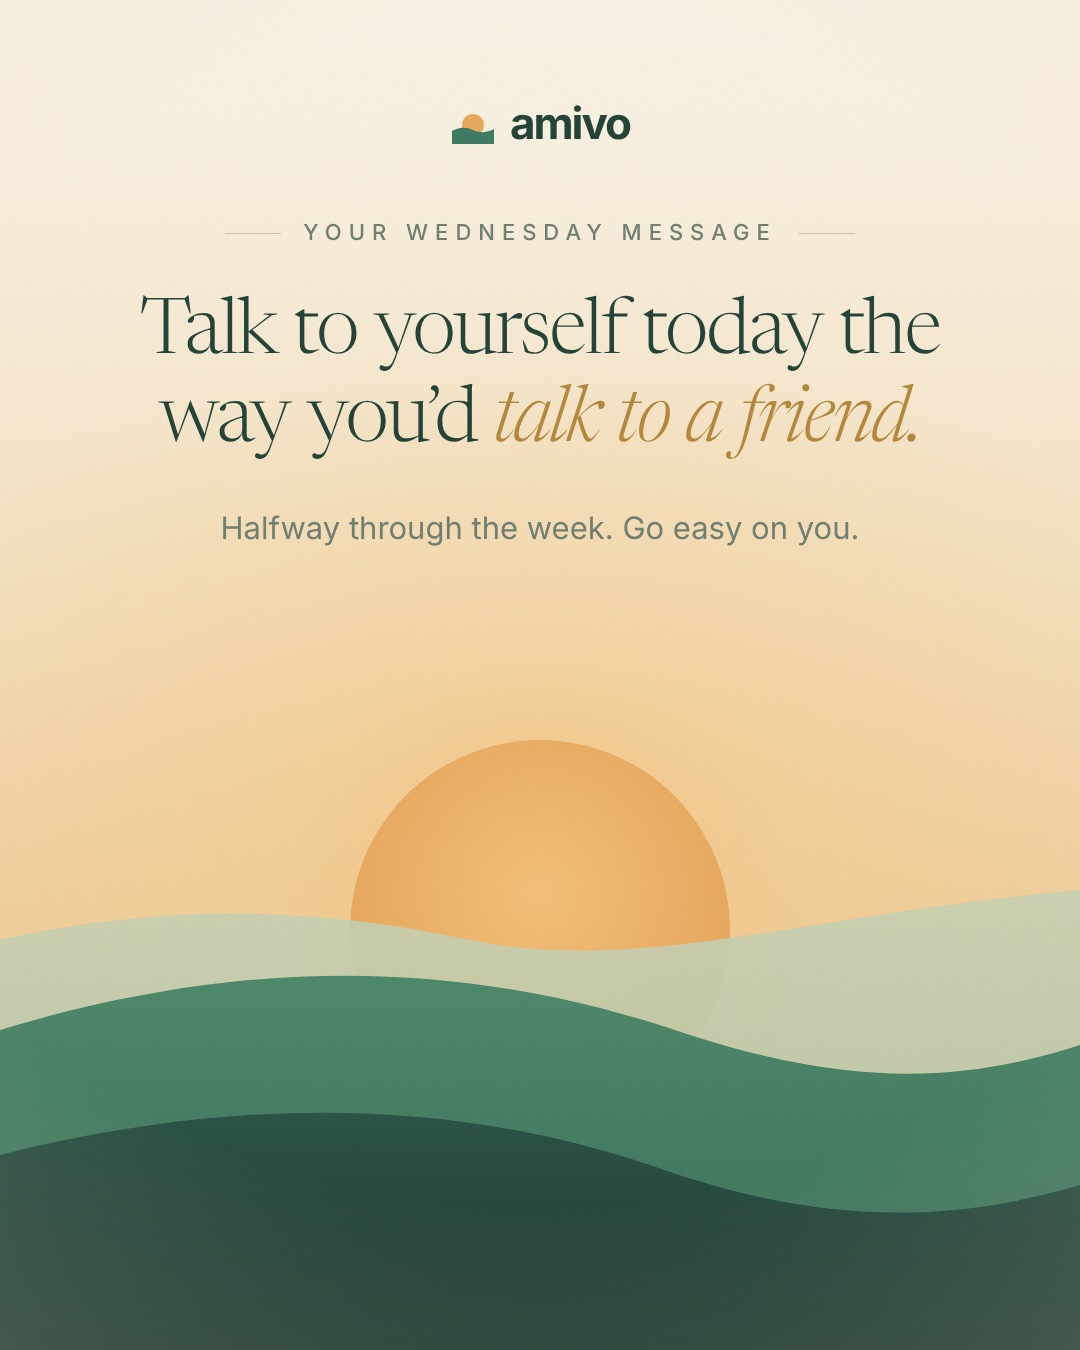 amivo
YOUR WEDNESDAY MESSAGE
Talk to yourself today the
way you’d talk to a friend.
Halfway through the week. Go easy on you.